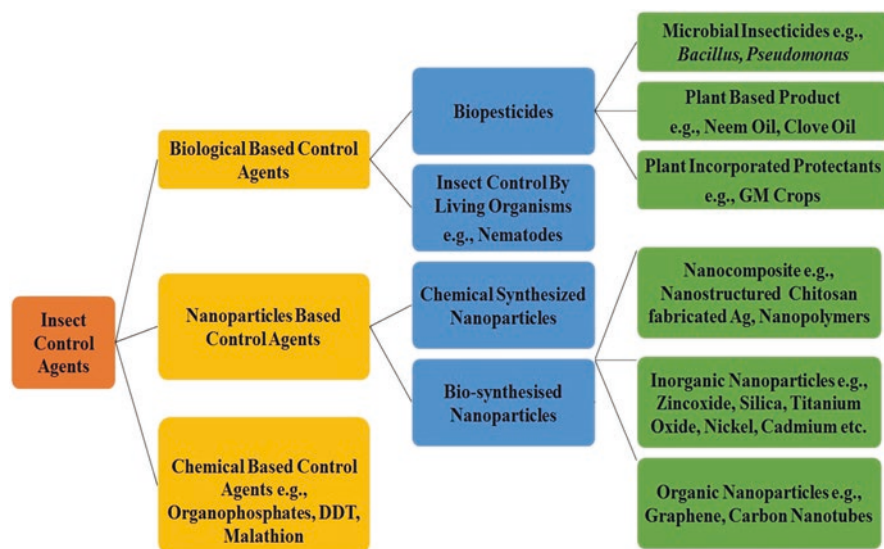 Insect
Control
Agents
Biological Based Control
Agents
Nanoparticles Based
Control Agents
Chemical Based Control
Agents e.g.,
Organophosphates, DDT,
Malathion
Biopesticides
Insect Control By
Living Organisms
e.g., Nematodes
Chemical Synthesized
Nanoparticles
Bio-synthesised
Nanoparticles
Microbial Insecticides e.g.,
Bacillus, Pseudomonas
Plant Based Product
e.g., Neem Oil, Clove Oil
Plant Incorporated Protectants
e.g., GM Crops
Nanocomposite e.g.,
Nanostructured Chitosan
fabricated Ag, Nanopolymers
Inorganic Nanoparticles e.g.,
Zincoxide, Silica, Titanium
Oxide, Nickel, Cadmium etc.
Organic Nanoparticles e.g.,
Graphene, Carbon Nanotubes